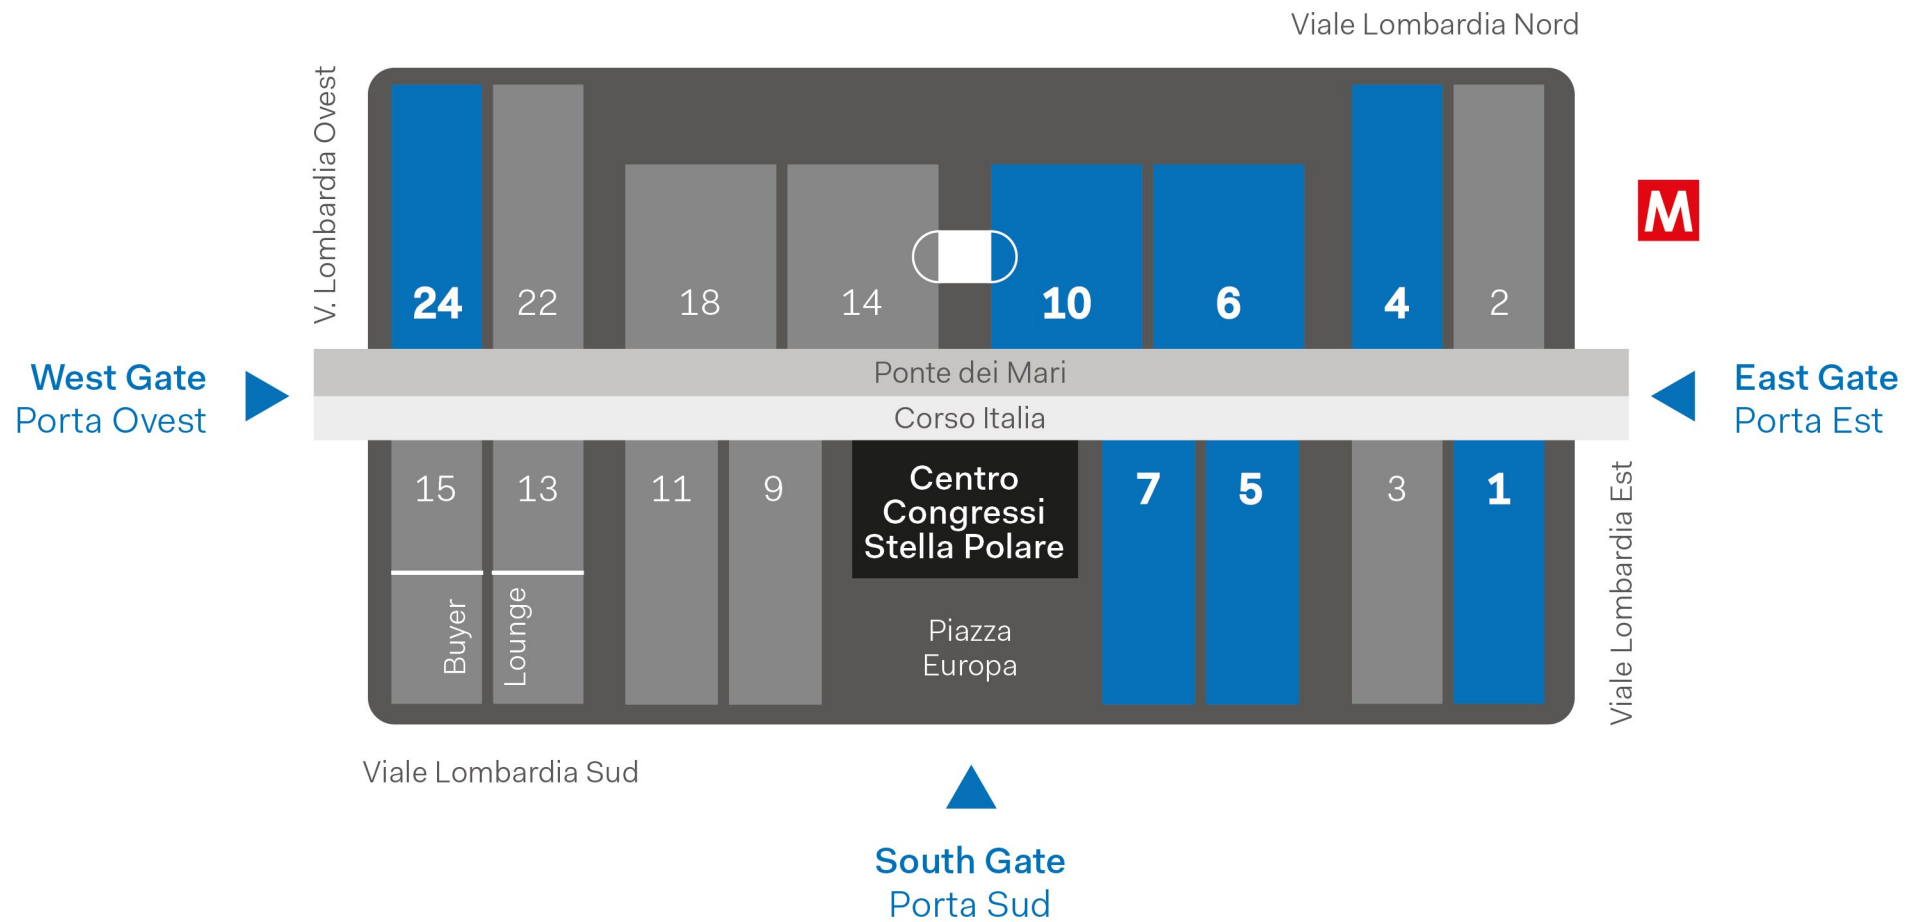 Viale Lombardia Nord
V. Lombardia Ovest
24
22
18
14
10
6
4
2
M
West Gate
Porta Ovest
Ponte dei Mari
Corso Italia
East Gate
Porta Est
15
13
11
9
Centro
Congressi
Stella Polare
7
5
3
1
Buyer
Lounge
Piazza
Europa
Viale Lombardia Est
Viale Lombardia Sud
South Gate
Porta Sud